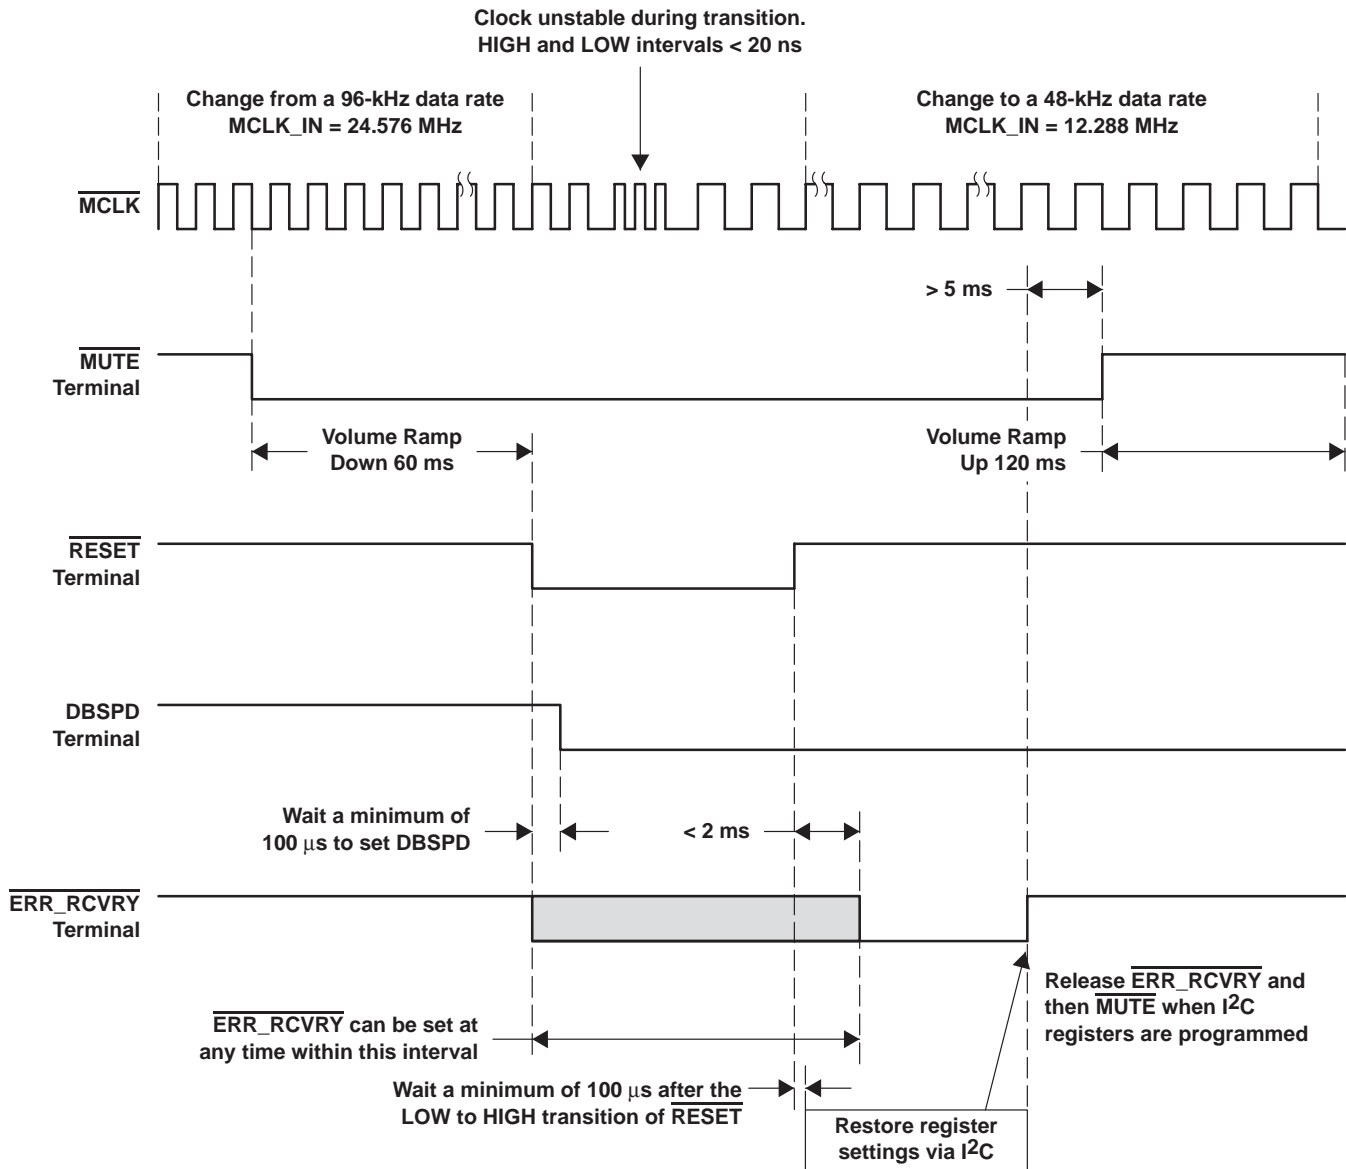 Clock unstable during transition.
HIGH and LOW intervals < 20 ns
Change from a 96-kHz data rate
MCLK_IN = 24.576 MHz
Change to a 48-kHz data rate
MCLK_IN = 12.288 MHz
MCLK
> 5 ms
MUTE
Terminal
Volume Ramp
Down 60 ms
Volume Ramp
Up 120 ms
RESET
Terminal
DBSPD
Terminal
Wait a minimum of
100 μs to set DBSPD
< 2 ms
ERR_RCVRY
Terminal
ERR_RCVRY can be set at
any time within this interval
Release ERR_RCVRY and
then MUTE when I2C
registers are programmed
Wait a minimum of 100 μs after the
LOW to HIGH transition of RESET
Restore register
settings via I2C